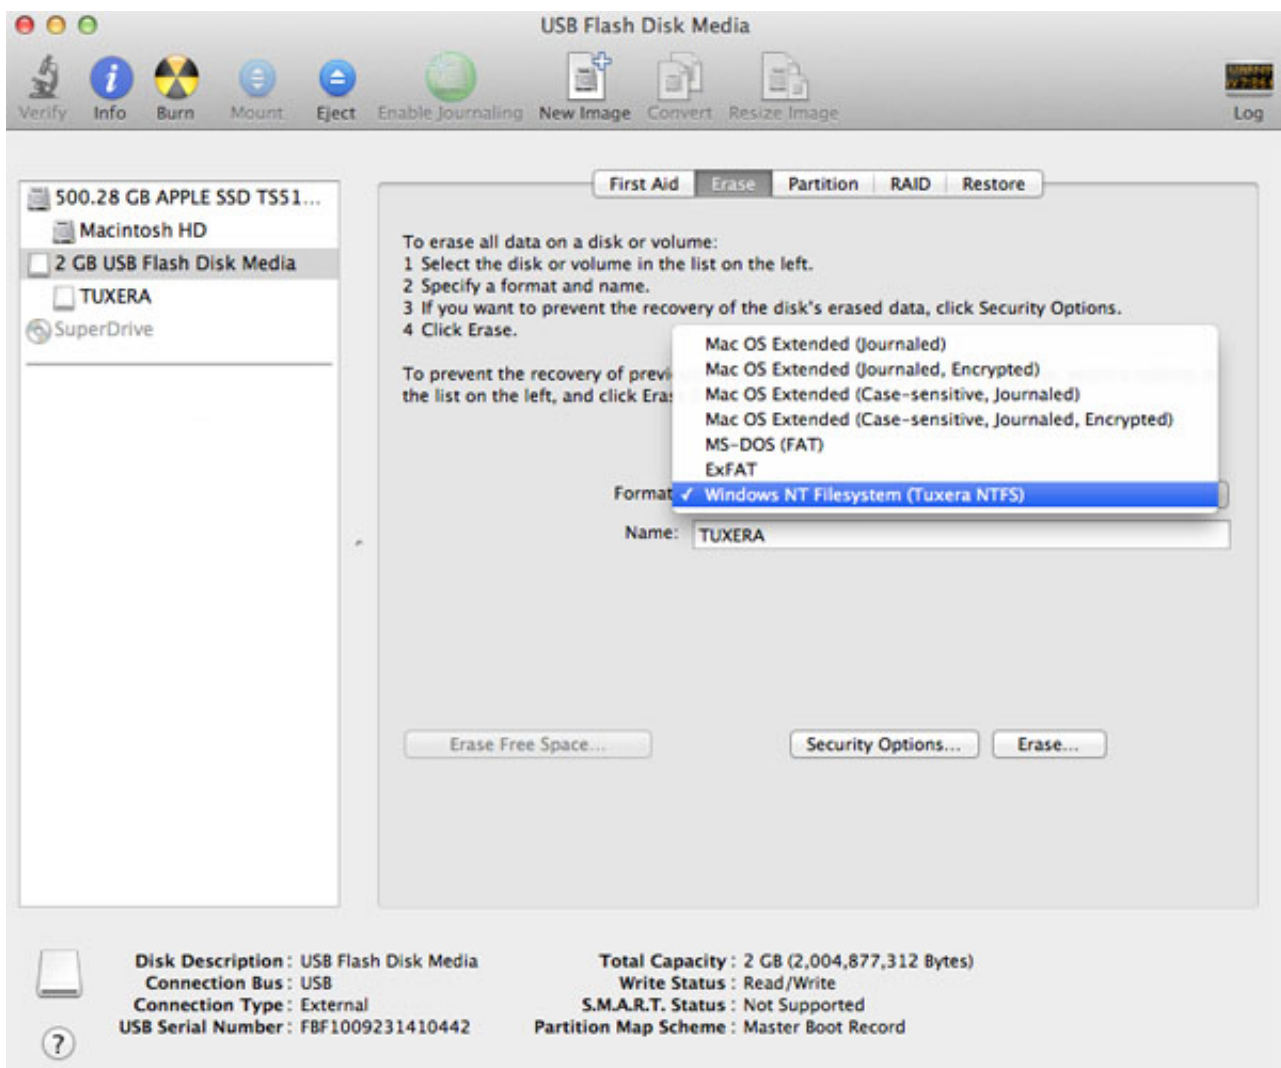 USB Flash Disk Media
Verify Info Burn Mount Eject Enable Journaling New Image Convert Resize Image Log
500.28 GB APPLE SSD TS51...
Macintosh HD
2 GB USB Flash Disk Media
TUXERA
SuperDrive
First Aid Erase Partition RAID Restore
To erase all data on a disk or volume:
1 Select the disk or volume in the list on the left.
2 Specify a format and name.
3 If you want to prevent the recovery of the disk's erased data, click Security Options.
4 Click Erase.
To prevent the recovery of
the list on the left, and click
Mac OS Extended (Journaled)
Mac OS Extended (Journaled, Encrypted)
Mac OS Extended (Case-sensitive, Journaled)
Mac OS Extended (Case-sensitive, Journaled, Encrypted)
MS-DOS (FAT)
ExFAT
Format ✓ Windows NT Filesystem (Tuxera NTFS)
Name: TUXERA
Erase Free Space... Security Options... Erase...
Disk Description : USB Flash Disk Media
Connection Bus : USB
Connection Type : External
USB Serial Number : FBF1009231410442
Total Capacity : 2 GB (2,004,877,312 Bytes)
Write Status : Read/Write
S.M.A.R.T. Status : Not Supported
Partition Map Scheme : Master Boot Record
?